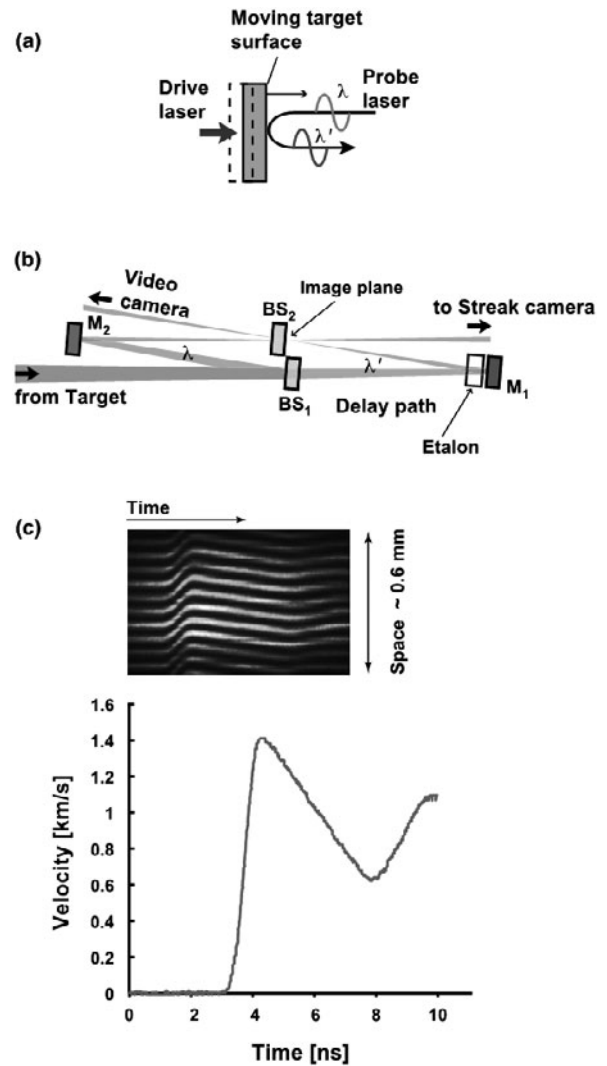 (a)
Moving target
surface
Drive
laser
Probe
laser
λ
λ'
(b)
Video
camera
M2
BS2
Image plane
to Streak camera
λ
λ'
from Target
BS1
Delay path
M1
Etalon
(c)
Time
Space ~ 0.6 mm
Velocity [km/s]
1.6
1.4
1.2
1
0.8
0.6
0.4
0.2
0
0 2 4 6 8 10
Time [ns]